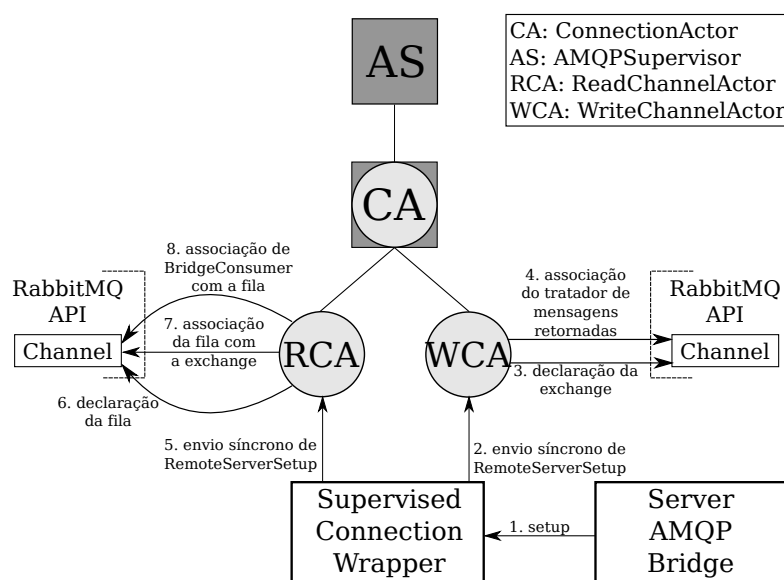 AS
CA: ConnectionActor
AS: AMQPSupervisor
RCA: ReadChannelActor
WCA: WriteChannelActor
CA
8. associação de
BridgeConsumer
com a fila
4. associação
do tratador de
mensagens
retornadas
RabbitMQ
API
Channel
7. associação
da fila com
a exchange
RCA
WCA
RabbitMQ
API
Channel
3. declaração da
exchange
6. declaração
da fila
5. envio síncrono de
RemoteServerSetup
2. envio síncrono de
RemoteServerSetup
Supervised
Connection
Wrapper
1. setup
Server
AMQP
Bridge